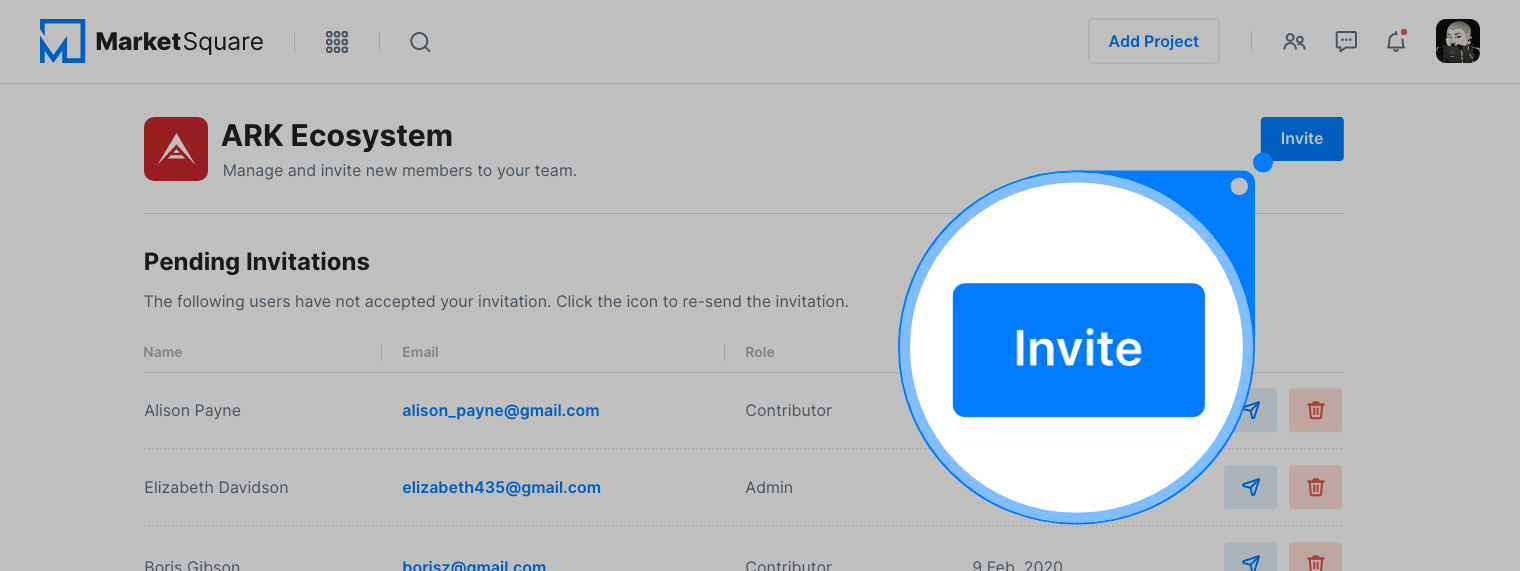 MarketSquare
Add Project
ARK Ecosystem
Manage and invite new members to your team.
Invite
Pending Invitations
The following users have not accepted your invitation. Click the icon to re-send the invitation.
Invite
Name Email Role
Alison Payne alison_payne@gmail.com Contributor
Elizabeth Davidson elizabeth435@gmail.com Admin
Boris Gibson borisz@gmail.com Contributor 9 Feb, 2020